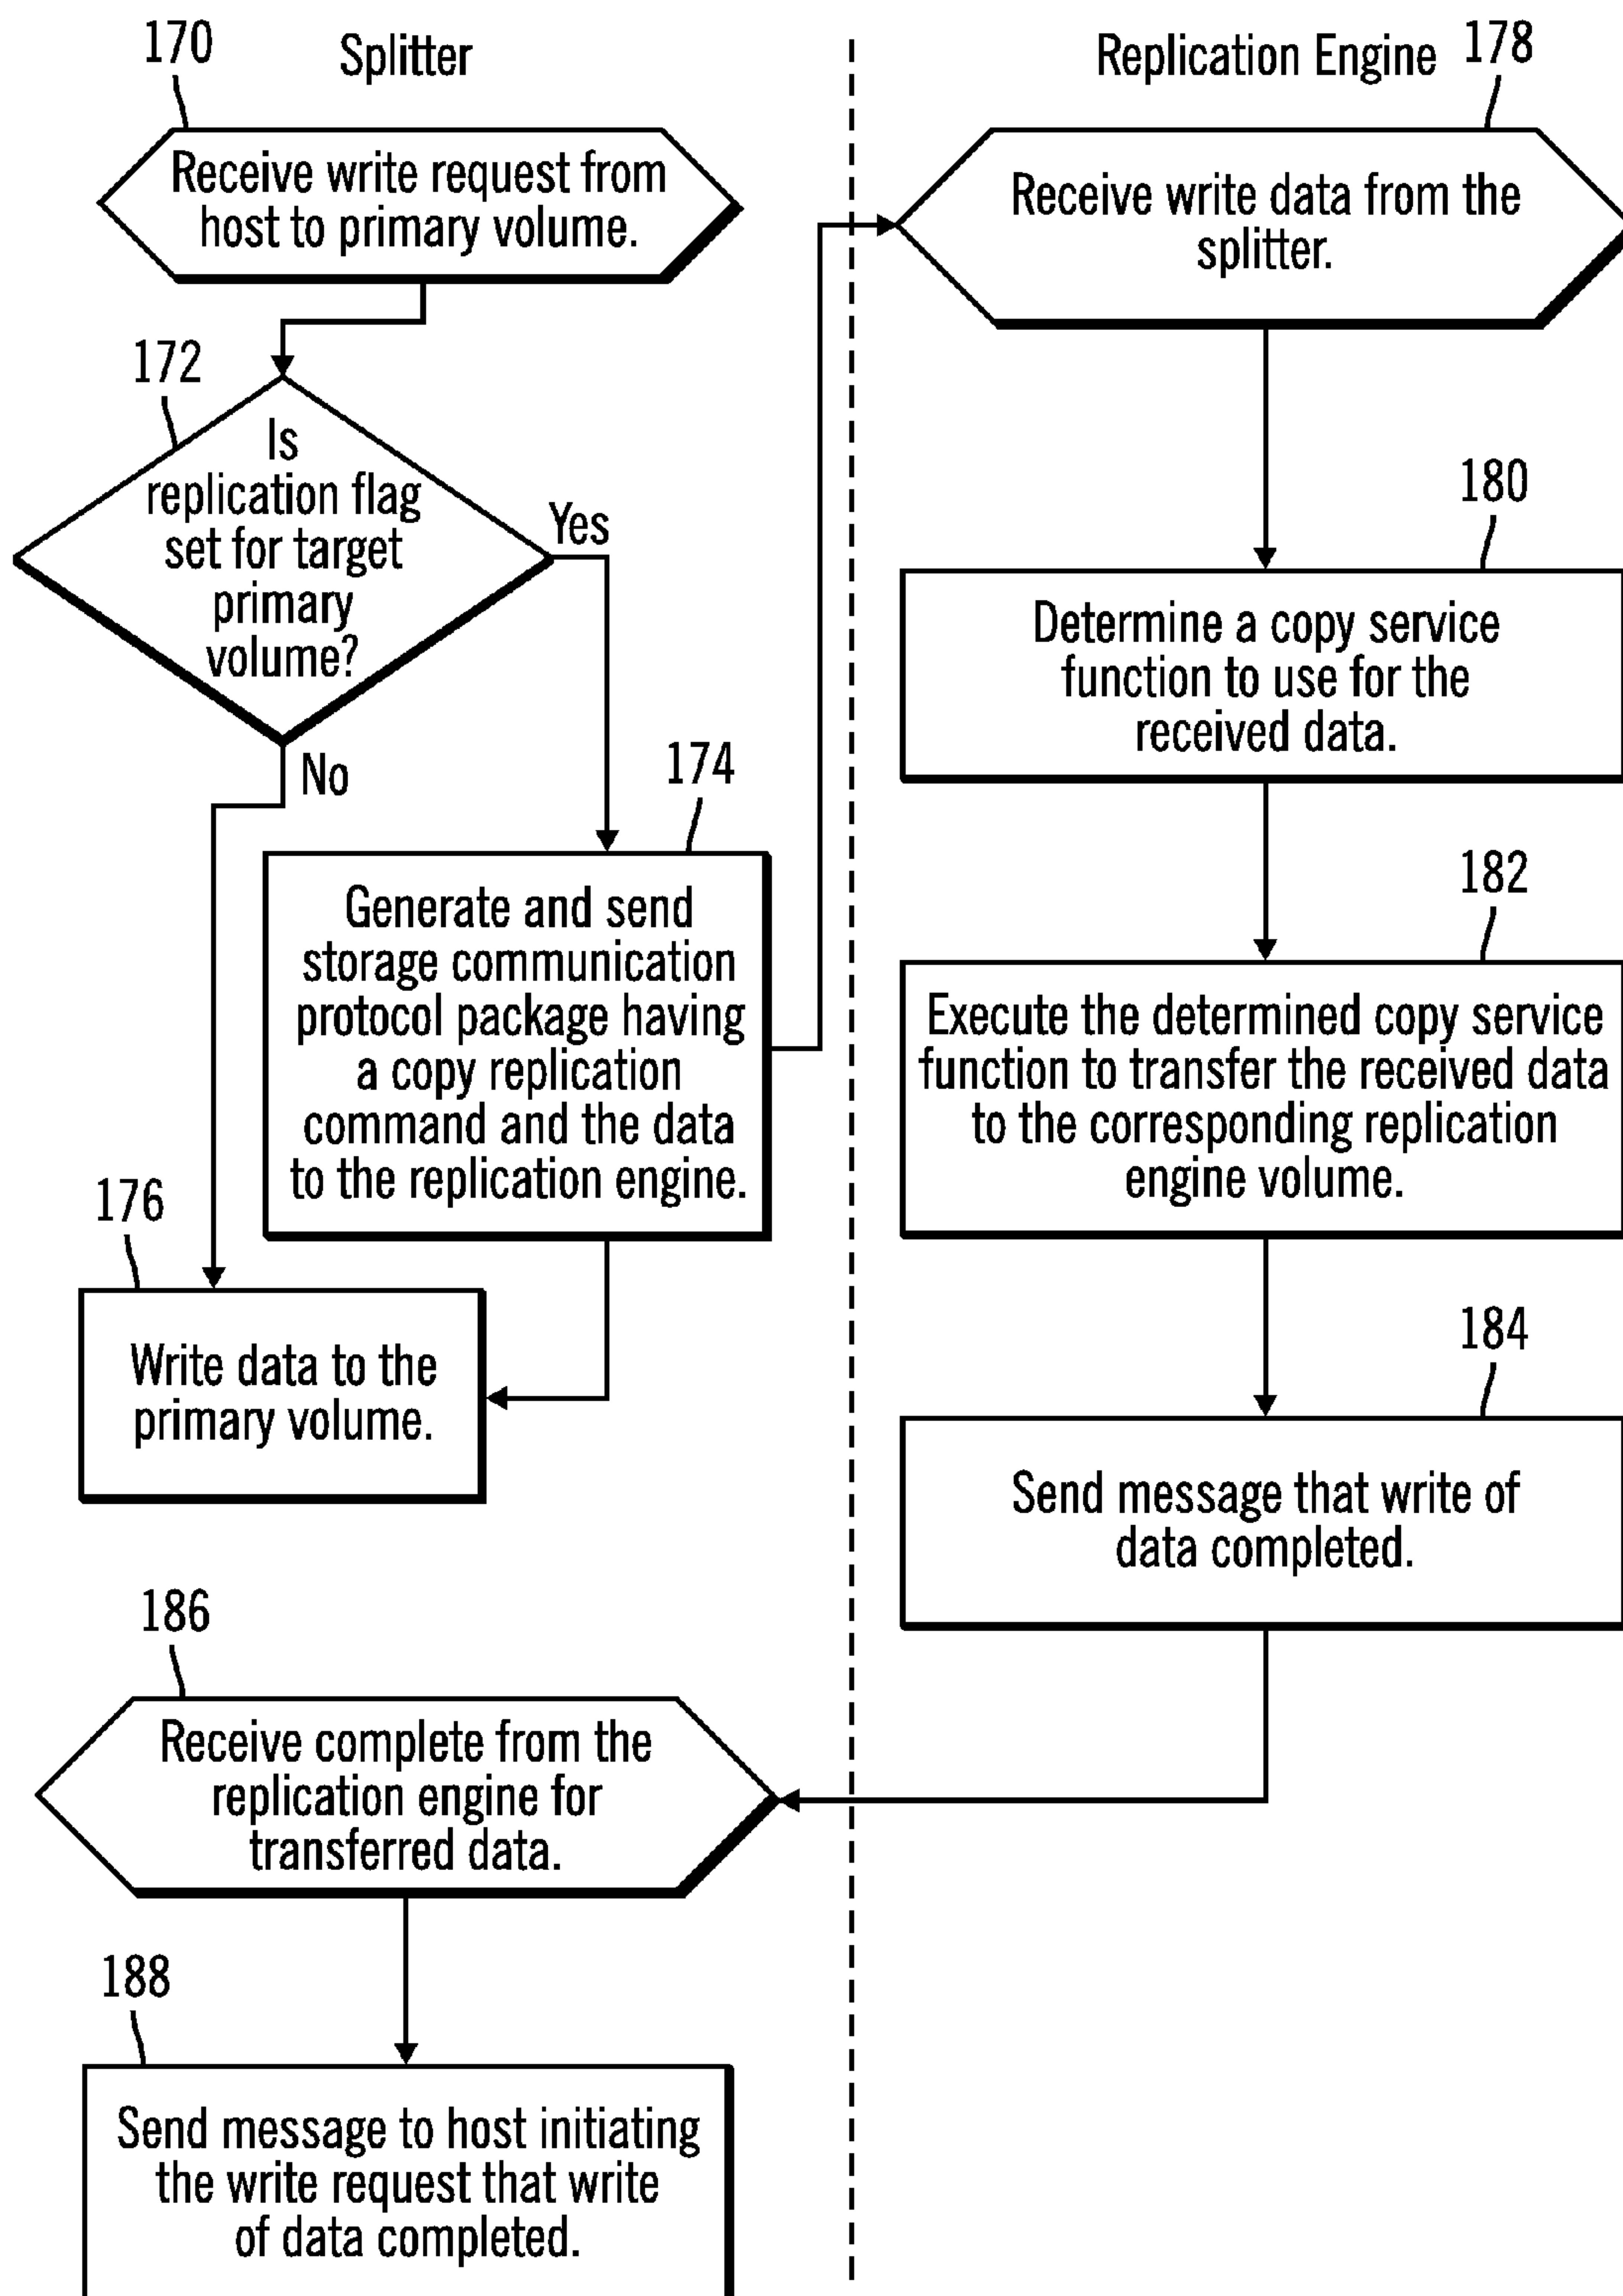 170
Splitter
Receive write request from
host to primary volume.
172
Is
replication flag
set for target
primary
volume?
Yes
No
174
Generate and send
storage communication
protocol package having
a copy replication
command and the data
to the replication engine.
176
Write data to the
primary volume.
Replication Engine
178
Receive write data from the
splitter.
180
Determine a copy service
function to use for the
received data.
182
Execute the determined copy service
function to transfer the received data
to the corresponding replication
engine volume.
184
Send message that write of
data completed.
186
Receive complete from the
replication engine for
transferred data.
188
Send message to host initiating
the write request that write
of data completed.